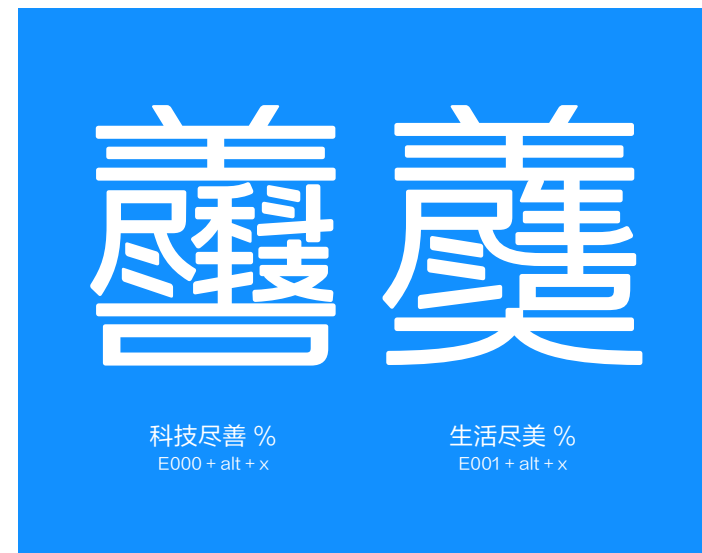 科技尽善 %
E000 + alt + x
生活尽美 %
E001 + alt + x